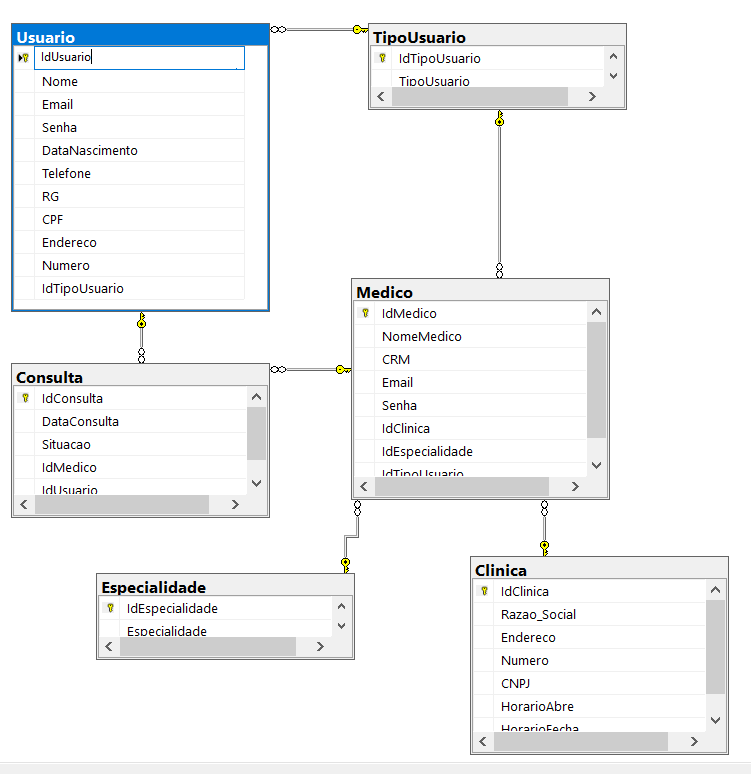 Usuario
IdUsuario
Nome
Email
Senha
DataNascimento
Telefone
RG
CPF
Endereco
Numero
IdTipoUsuario
TipoUsuario
IdTipoUsuario
TipoUsuario
Medico
IdMedico
NomeMedico
CRM
Email
Senha
IdClinica
IdEspecialidade
IdTipoUsuario
Consulta
IdConsulta
DataConsulta
Situacao
IdMedico
IdUsuario
Especialidade
IdEspecialidade
Especialidade
Clinica
IdClinica
Razao_Social
Endereco
Numero
CNPJ
HorarioAbre
HorarioFecha